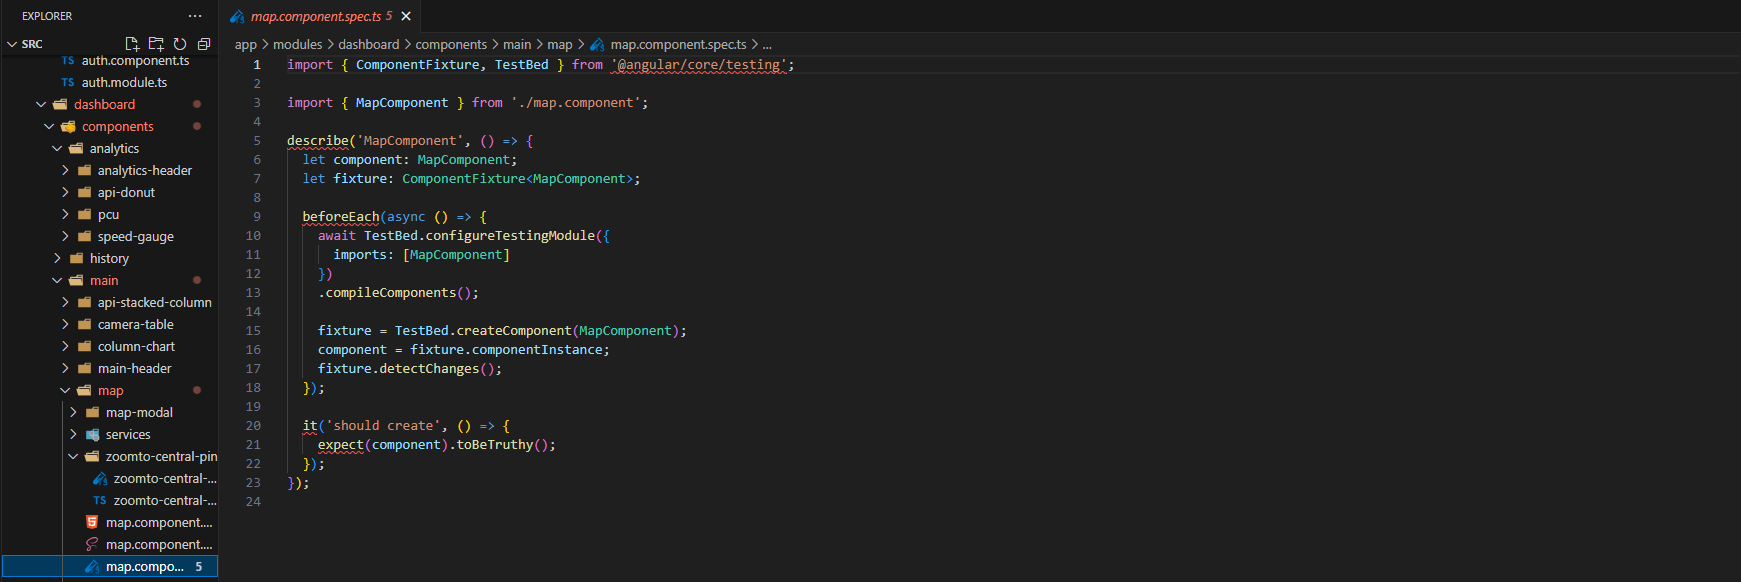 EXPLORER
SRC
auth.component.ts
auth.module.ts
dashboard
components
analytics
analytics-header
api-donut
pcu
speed-gauge
history
main
api-stacked-column
camera-table
column-chart
main-header
map
map-modal
services
zoomto-central-pin
zoomto-central-...
TS zoomto-central-...
map.component....
map.component....
map.compo... 5
map.component.spec.ts 5
app > modules > dashboard > components > main > map > map.component.spec.ts > ...
1 import { ComponentFixture, TestBed } from '@angular/core/testing';
2
3 import { MapComponent } from './map.component';
4
5 describe('MapComponent', () => {
6 let component: MapComponent;
7 let fixture: ComponentFixture<MapComponent>;
8
9 beforeEach(async () => {
10 await TestBed.configureTestingModule({
11 imports: [MapComponent]
12 })
13 .compileComponents();
14
15 fixture = TestBed.createComponent(MapComponent);
16 component = fixture.componentInstance;
17 fixture.detectChanges();
18 });
19
20 it('should create', () => {
21 expect(component).toBeTruthy();
22 });
23 });
24